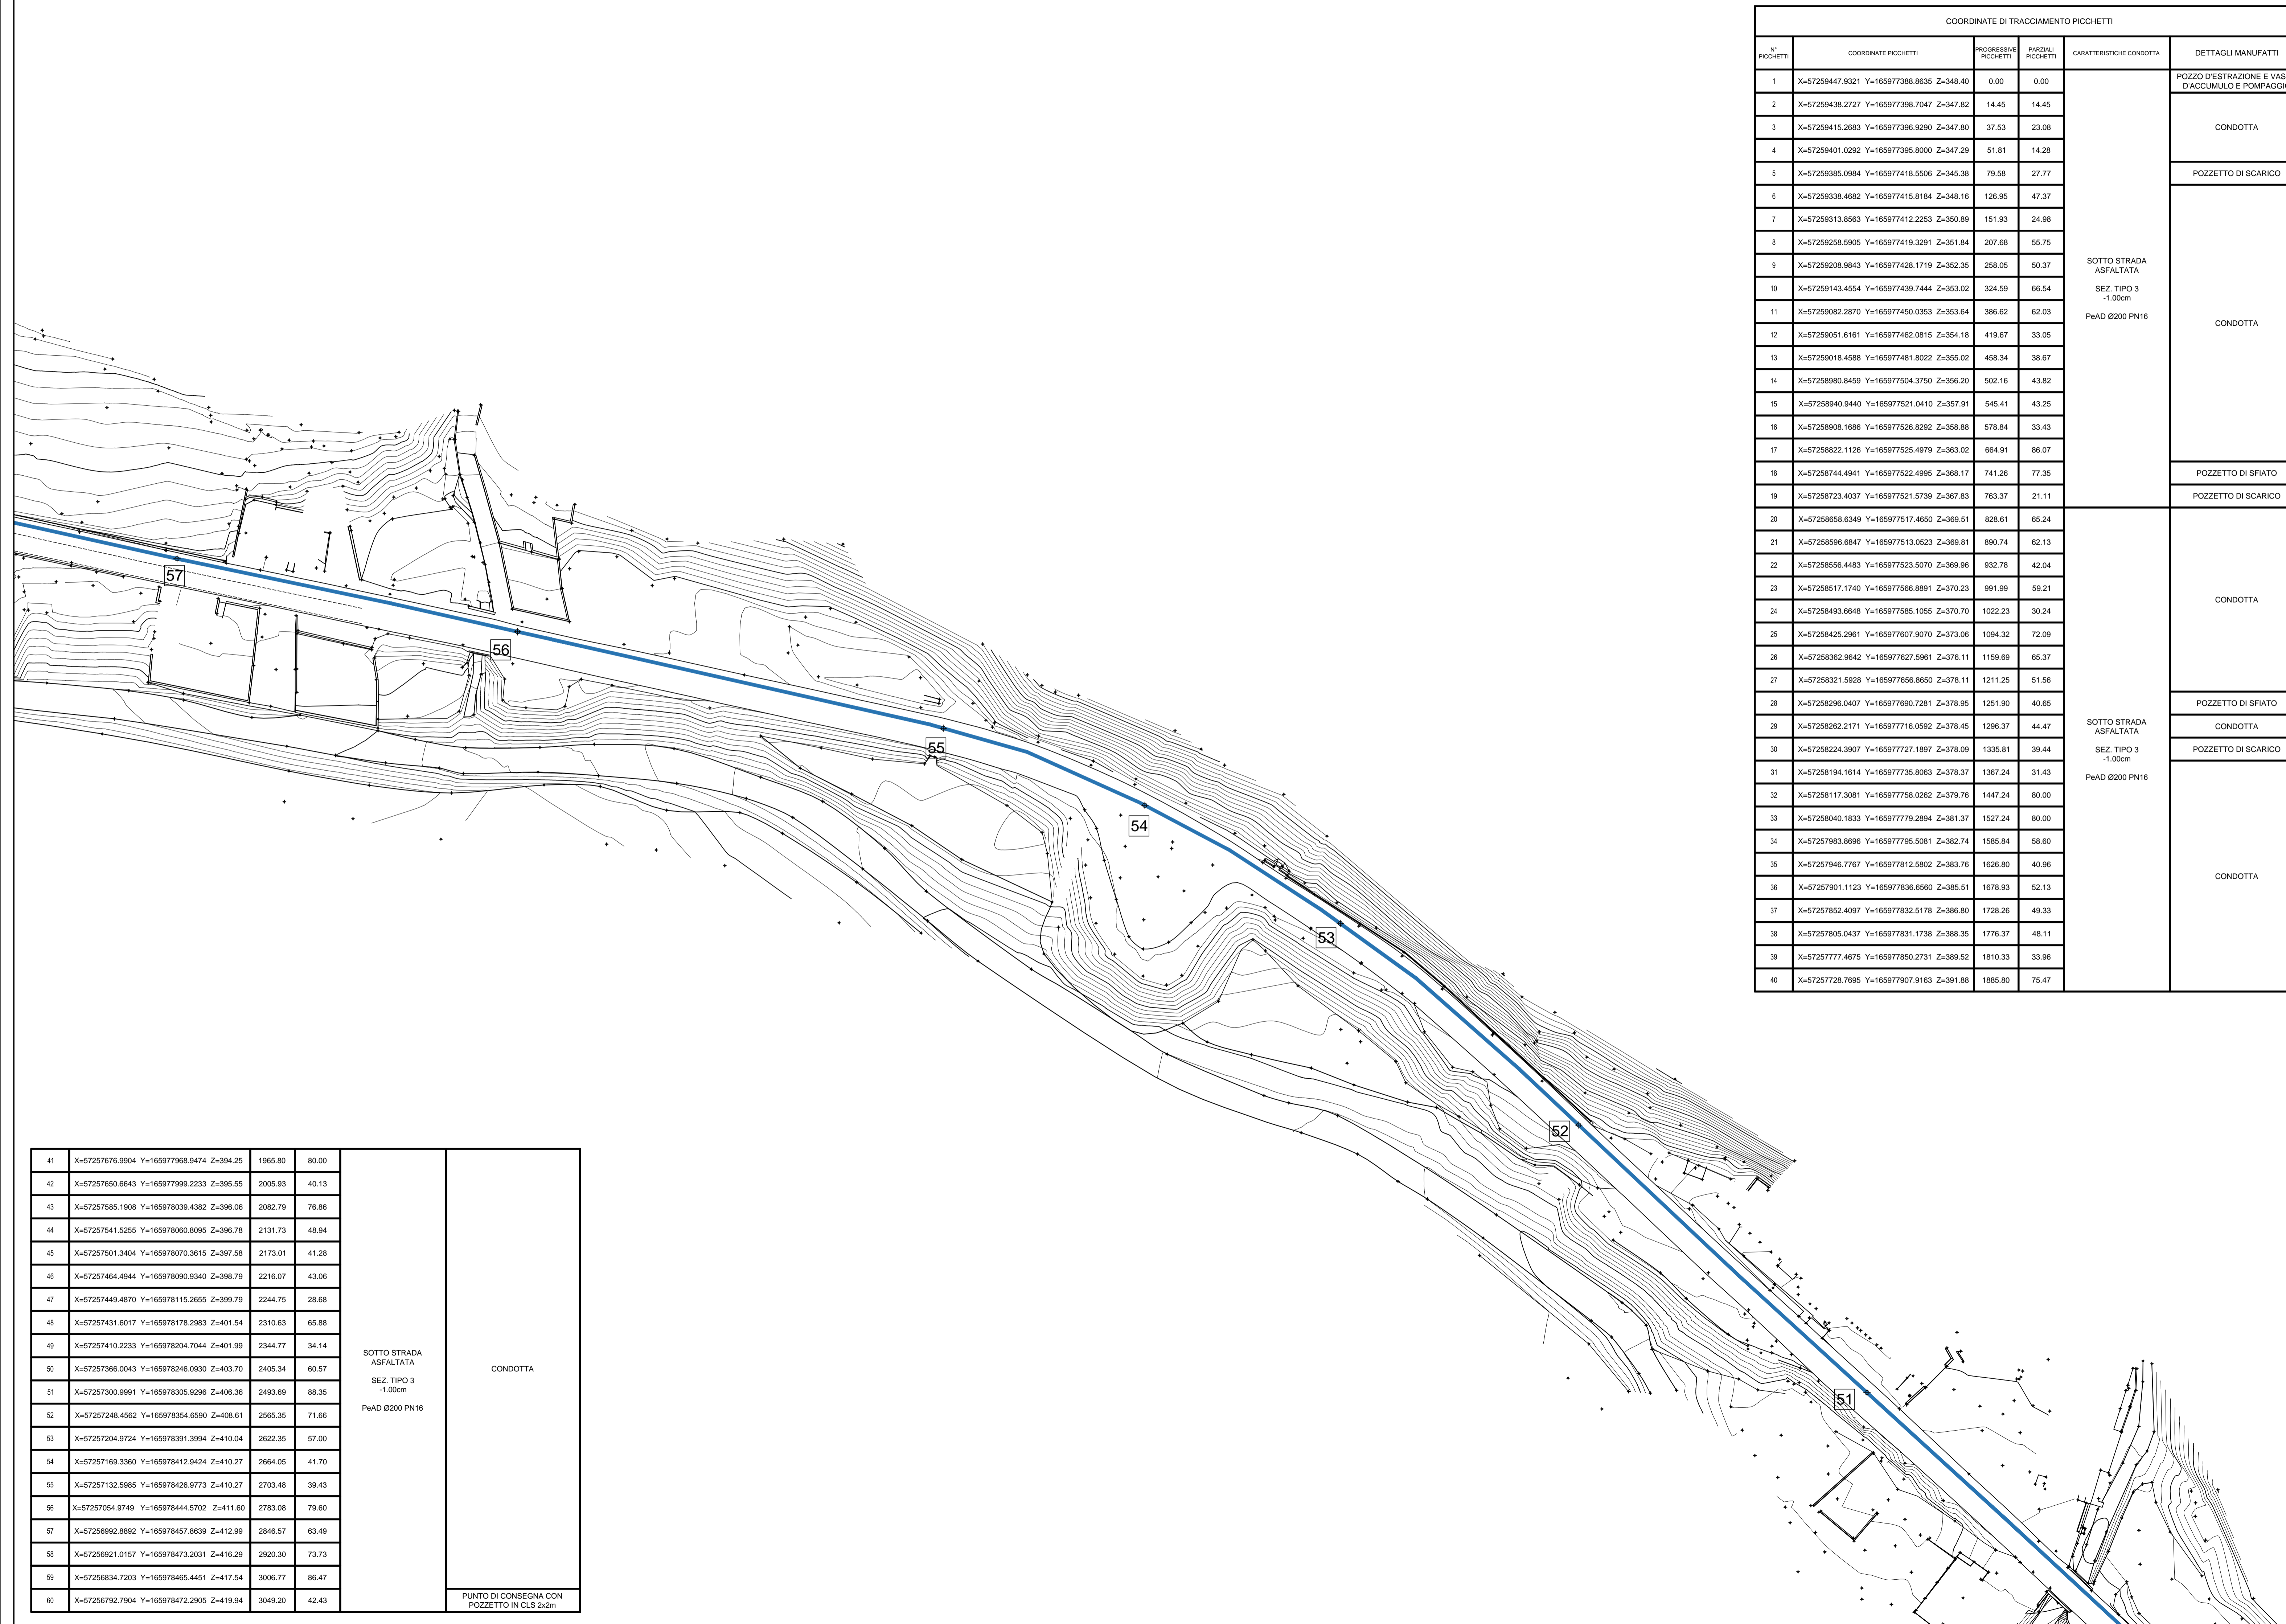 COORDINATE DI TRACCIAMENTO PICCHETTI
N° PICCHETTI COORDINATE PICCHETTI PROGRESSIVE PICCHETTI PARZIALI PICCHETTI CARATTERISTICHE CONDOTTA DETTAGLI MANUFATTI
1 X=57259447.9321 Y=165977388.8635 Z=348.40 0.00 0.00
POZZO D'ESTRAZIONE E
D'ACCUMULO E
2 X=57259438.2727 Y=165977398.7047 Z=347.82 14.45 14.45
3 X=57259415.2683 Y=165977396.9290 Z=347.80 37.53 23.08 CONDOTTA
4 X=57259401.0292 Y=165977395.8000 Z=347.29 51.81 14.28
5 X=57259385.0984 Y=165977418.5506 Z=345.38 79.58 27.77 POZZETTO DI SCARICO
6 X=57259338.4682 Y=165977415.8184 Z=348.16 126.95 47.37
7 X=57259313.8563 Y=165977412.2253 Z=350.89 151.93 24.98
8 X=57259258.5905 Y=165977419.3291 Z=351.84 207.68 55.75
9 X=57259208.9843 Y=165977428.1719 Z=352.35 258.05 50.37
10 X=57259143.4554 Y=165977439.7444 Z=353.02 324.59 66.54
11 X=57259082.2870 Y=165977450.0353 Z=353.64 386.62 62.03
12 X=57259051.6161 Y=165977462.0815 Z=354.18 419.67 33.05
13 X=57259018.4588 Y=165977481.8022 Z=355.02 458.34 38.67
14 X=57258980.8459 Y=165977504.3750 Z=356.20 502.16 43.82
15 X=57258940.9440 Y=165977521.0410 Z=357.91 545.41 43.25
16 X=57258908.1686 Y=165977526.8292 Z=358.88 578.84 33.43
17 X=57258822.1126 Y=165977525.4979 Z=363.02 664.91 86.07
SOTTO STRADA
ASFALTATA
SEZ. TIPO 3
-1.00cm
PeAD Ø200 PN16
CONDOTTA
18 X=57258744.4941 Y=165977522.4995 Z=368.17 741.26 77.35 POZZETTO DI SFIATO
19 X=57258723.4037 Y=165977521.5739 Z=367.83 763.37 21.11 POZZETTO DI SCARICO
20 X=57258658.6349 Y=165977517.4650 Z=369.51 828.61 65.24
21 X=57258596.6847 Y=165977513.0523 Z=369.81 890.74 62.13
22 X=57258556.4483 Y=165977523.5070 Z=369.96 932.78 42.04
23 X=57258517.1740 Y=165977566.8891 Z=370.23 991.99 59.21
24 X=57258493.6648 Y=165977585.1055 Z=370.70 1022.23 30.24
25 X=57258425.2961 Y=165977607.9070 Z=373.06 1094.32 72.09
26 X=57258362.9642 Y=165977627.5961 Z=376.11 1159.69 65.37
27 X=57258321.5928 Y=165977656.8650 Z=378.11 1211.25 51.56
CONDOTTA
28 X=57258296.0407 Y=165977690.7281 Z=378.95 1251.90 40.65 POZZETTO DI SFIATO
29 X=57258262.2171 Y=165977716.0592 Z=378.45 1296.37 44.47 CONDOTTA
30 X=57258224.3907 Y=165977727.1897 Z=378.09 1335.81 39.44 POZZETTO DI SCARICO
SOTTO STRADA
ASFALTATA
SEZ. TIPO 3
-1.00cm
PeAD Ø200 PN16
31 X=57258194.1614 Y=165977735.8063 Z=378.37 1367.24 31.43
32 X=57258117.3081 Y=165977758.0262 Z=379.76 1447.24 80.00
33 X=57258040.1833 Y=165977779.2894 Z=381.37 1527.24 80.00
34 X=57257983.8696 Y=165977795.5081 Z=382.74 1585.84 58.60
35 X=57257946.7767 Y=165977812.5802 Z=383.76 1626.80 40.96
36 X=57257901.1123 Y=165977836.6560 Z=385.51 1678.93 52.13
37 X=57257852.4097 Y=165977832.5178 Z=386.80 1728.26 49.33
38 X=57257805.0437 Y=165977831.1738 Z=388.35 1776.37 48.11
39 X=57257777.4675 Y=165977850.2731 Z=389.52 1810.33 33.96
40 X=57257728.7695 Y=165977907.9163 Z=391.88 1885.80 75.47
CONDOTTA
57
56
55
54
53
52
51
41 X=57257676.9904 Y=165977968.9474 Z=394.25 1965.80 80.00
42 X=57257650.6643 Y=165977999.2233 Z=395.55 2005.93 40.13
43 X=57257585.1908 Y=165978039.4382 Z=396.06 2082.79 76.86
44 X=57257541.5255 Y=165978060.8095 Z=396.78 2131.73 48.94
45 X=57257501.3404 Y=165978070.3615 Z=397.58 2173.01 41.28
46 X=57257464.4944 Y=165978090.9340 Z=398.79 2216.07 43.06
47 X=57257449.4870 Y=165978115.2655 Z=399.79 2244.75 28.68
48 X=57257431.6017 Y=165978178.2983 Z=401.54 2310.63 65.88
49 X=57257410.2233 Y=165978204.7044 Z=401.99 2344.77 34.14
50 X=57257366.0043 Y=165978246.0930 Z=403.70 2405.34 60.57
51 X=57257300.9991 Y=165978305.9296 Z=406.36 2493.69 88.35
52 X=57257248.4562 Y=165978354.6590 Z=408.61 2565.35 71.66
53 X=57257204.9724 Y=165978391.3994 Z=410.04 2622.35 57.00
54 X=57257169.3360 Y=165978412.9424 Z=410.27 2664.05 41.70
55 X=57257132.5985 Y=165978426.9773 Z=410.27 2703.48 39.43
56 X=57257054.9749 Y=165978444.5702 Z=411.60 2783.08 79.60
57 X=57256992.8892 Y=165978457.8639 Z=412.99 2846.57 63.49
58 X=57256921.0157 Y=165978473.2031 Z=416.29 2920.30 73.73
59 X=57256834.7203 Y=165978465.4451 Z=417.54 3006.77 86.47
60 X=57256792.7904 Y=165978472.2905 Z=419.94 3049.20 42.43
SOTTO STRADA
ASFALTATA
SEZ. TIPO 3
-1.00cm
PeAD Ø200 PN16
CONDOTTA
PUNTO DI CONSEGNA CON
POZZETTO IN CLS 2x2m